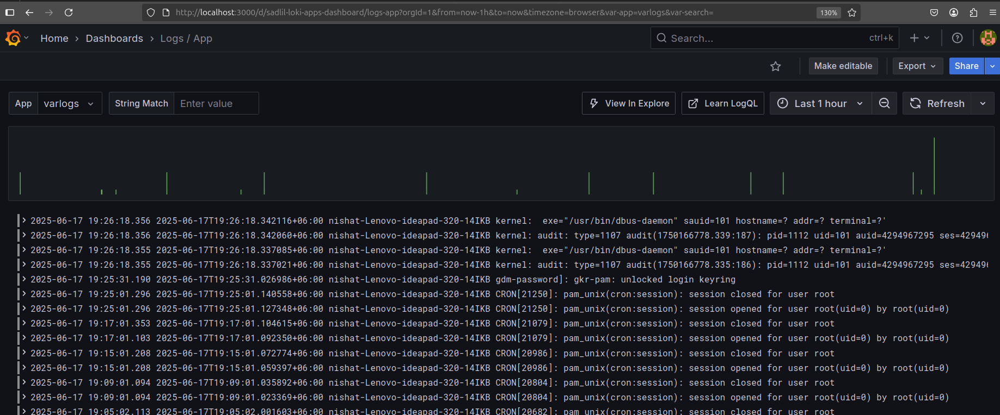 http://localhost:3000/d/sadlil-loki-apps-dashboard/logs-app?orgId=1&from=now-1h&to=now&timezone=browser&var-app=varlogs&var-search=
130%
Home › Dashboards › Logs / App
Search...
ctrl+k
Make editable
Export
Share
App
varlogs
String Match
Enter value
View In Explore
Learn LogQL
Last 1 hour
Refresh
2025-06-17 19:26:18.356 2025-06-17T19:26:18.342116+06:00 nishat-Lenovo-ideapad-320-14IKB kernel:  exe="/usr/bin/dbus-daemon" sauid=101 hostname=? addr=? terminal=?'
2025-06-17 19:26:18.356 2025-06-17T19:26:18.342060+06:00 nishat-Lenovo-ideapad-320-14IKB kernel: audit: type=1107 audit(1750166778.339:187): pid=1112 uid=101 auid=4294967295 ses=42949
2025-06-17 19:26:18.355 2025-06-17T19:26:18.337085+06:00 nishat-Lenovo-ideapad-320-14IKB kernel:  exe="/usr/bin/dbus-daemon" sauid=101 hostname=? addr=? terminal=?'
2025-06-17 19:26:18.355 2025-06-17T19:26:18.337021+06:00 nishat-Lenovo-ideapad-320-14IKB kernel: audit: type=1107 audit(1750166778.335:186): pid=1112 uid=101 auid=4294967295 ses=42949
2025-06-17 19:25:31.190 2025-06-17T19:25:31.026986+06:00 nishat-Lenovo-ideapad-320-14IKB gdm-password]: gkr-pam: unlocked login keyring
2025-06-17 19:25:01.296 2025-06-17T19:25:01.140558+06:00 nishat-Lenovo-ideapad-320-14IKB CRON[21250]: pam_unix(cron:session): session closed for user root
2025-06-17 19:25:01.296 2025-06-17T19:25:01.127348+06:00 nishat-Lenovo-ideapad-320-14IKB CRON[21250]: pam_unix(cron:session): session opened for user root(uid=0) by root(uid=0)
2025-06-17 19:17:01.353 2025-06-17T19:17:01.104615+06:00 nishat-Lenovo-ideapad-320-14IKB CRON[21079]: pam_unix(cron:session): session closed for user root
2025-06-17 19:17:01.103 2025-06-17T19:17:01.092350+06:00 nishat-Lenovo-ideapad-320-14IKB CRON[21079]: pam_unix(cron:session): session opened for user root(uid=0) by root(uid=0)
2025-06-17 19:15:01.208 2025-06-17T19:15:01.072774+06:00 nishat-Lenovo-ideapad-320-14IKB CRON[20986]: pam_unix(cron:session): session closed for user root
2025-06-17 19:15:01.208 2025-06-17T19:15:01.059397+06:00 nishat-Lenovo-ideapad-320-14IKB CRON[20986]: pam_unix(cron:session): session opened for user root(uid=0) by root(uid=0)
2025-06-17 19:09:01.094 2025-06-17T19:09:01.035892+06:00 nishat-Lenovo-ideapad-320-14IKB CRON[20804]: pam_unix(cron:session): session closed for user root
2025-06-17 19:09:01.094 2025-06-17T19:09:01.023369+06:00 nishat-Lenovo-ideapad-320-14IKB CRON[20804]: pam_unix(cron:session): session opened for user root(uid=0) by root(uid=0)
2025-06-17 19:05:02.113 2025-06-17T19:05:02.001603+06:00 nishat-Lenovo-ideapad-320-14IKB CRON[20682]: pam_unix(cron:session): session closed for user root